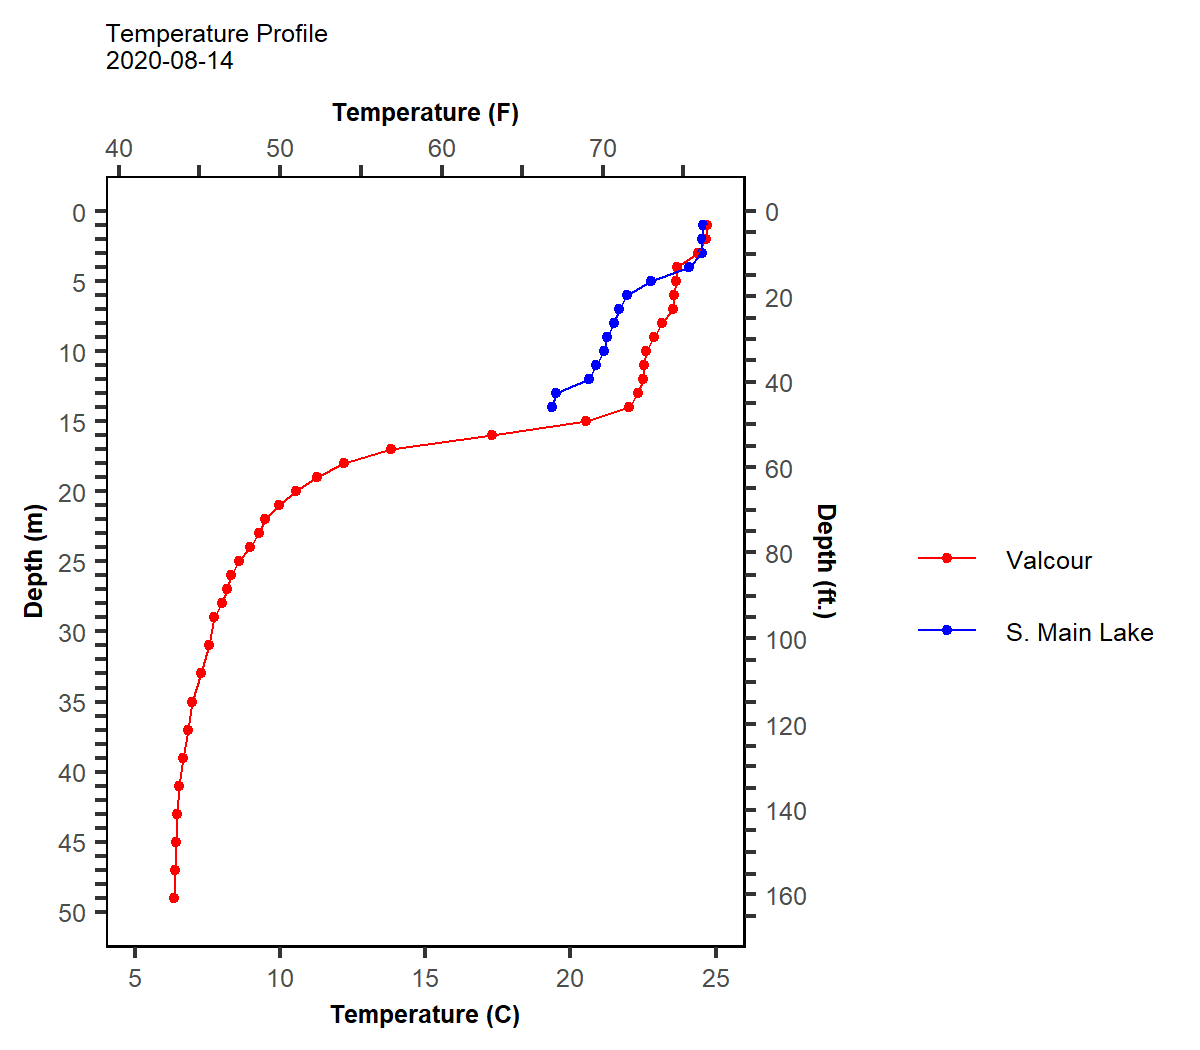 Temperature Profile
2020-08-14
Temperature (F)
40 50 60 70
0 0
5
20
10
40
15
60
20
80
25
30
100
35
120
40
140
45
160
50
Depth (m)
Depth (ft.)
Valcour
S. Main Lake
5 10 15 20 25
Temperature (C)